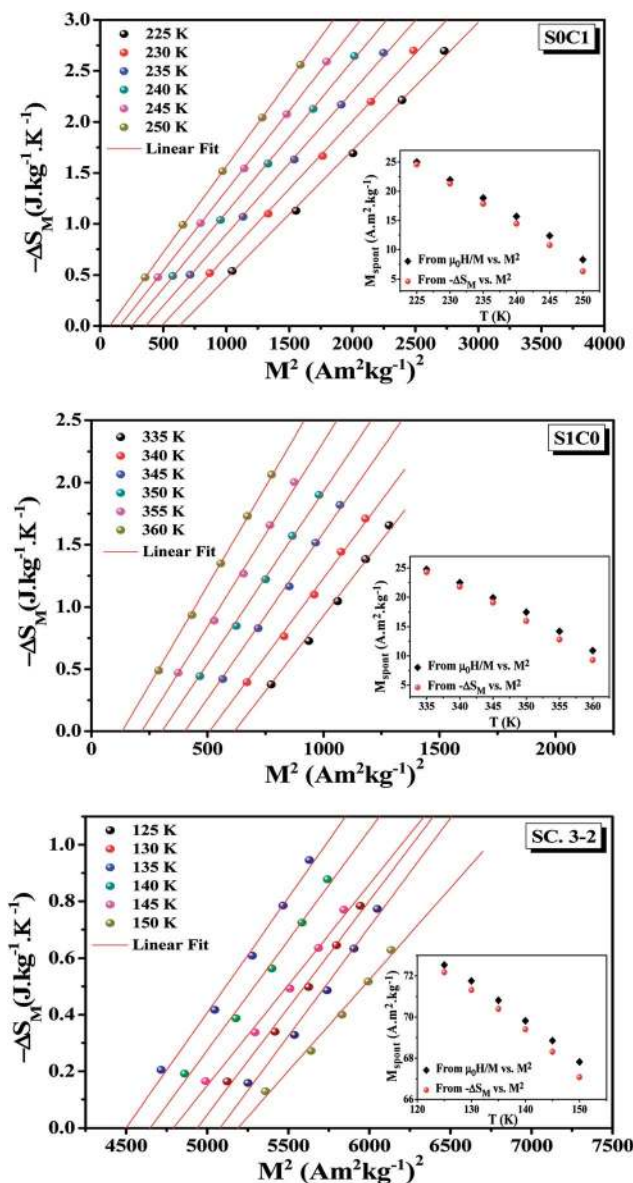 S0C1
225 K
230 K
235 K
240 K
245 K
250 K
Linear Fit
−ΔS_M (J.kg⁻¹.K⁻¹)
3.0
2.5
2.0
1.5
1.0
0.5
0.0
0 500 1000 1500 2000 2500 3000 3500 4000
M² (Am²kg⁻¹)²
M_spont (A.m².kg)
25
20
15
10
5
From μ₀H/M vs. M²
From -ΔS_M vs. M²
225 230 235 240 245 250
T (K)
S1C0
335 K
340 K
345 K
350 K
355 K
360 K
Linear Fit
−ΔS_M (J.kg⁻¹.K⁻¹)
2.5
2.0
1.5
1.0
0.5
0.0
0 500 1000 1500 2000
M² (Am²kg⁻¹)²
M_spont (A.m².kg)
25
20
15
10
5
From μ₀H/M vs. M²
From -ΔS_M vs. M²
335 340 345 350 355 360
T (K)
SC. 3-2
125 K
130 K
135 K
140 K
145 K
150 K
Linear Fit
−ΔS_M (J.kg⁻¹.K⁻¹)
1.0
0.8
0.6
0.4
0.2
0.0
4500 5000 5500 6000 6500 7000 7500
M² (Am²kg⁻¹)²
M_spont (A.m².kg)
72
70
68
66
From μ₀H/M vs. M²
From -ΔS_M vs. M²
120 130 140 150
T (K)